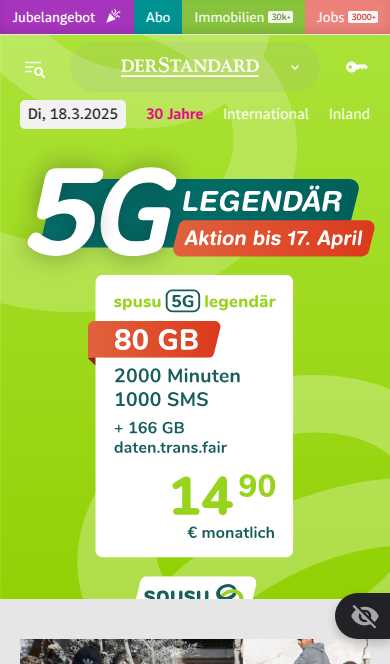 Jubelangebot Abo Immobilien 30k+ Jobs 3000+
DERSTANDARD
Di, 18.3.2025 30 Jahre International Inland
5G LEGENDÄR
Aktion bis 17. April
spusu 5G legendär
80 GB
2000 Minuten
1000 SMS
+ 166 GB
daten.trans.fair
14 90
€ monatlich
spusu